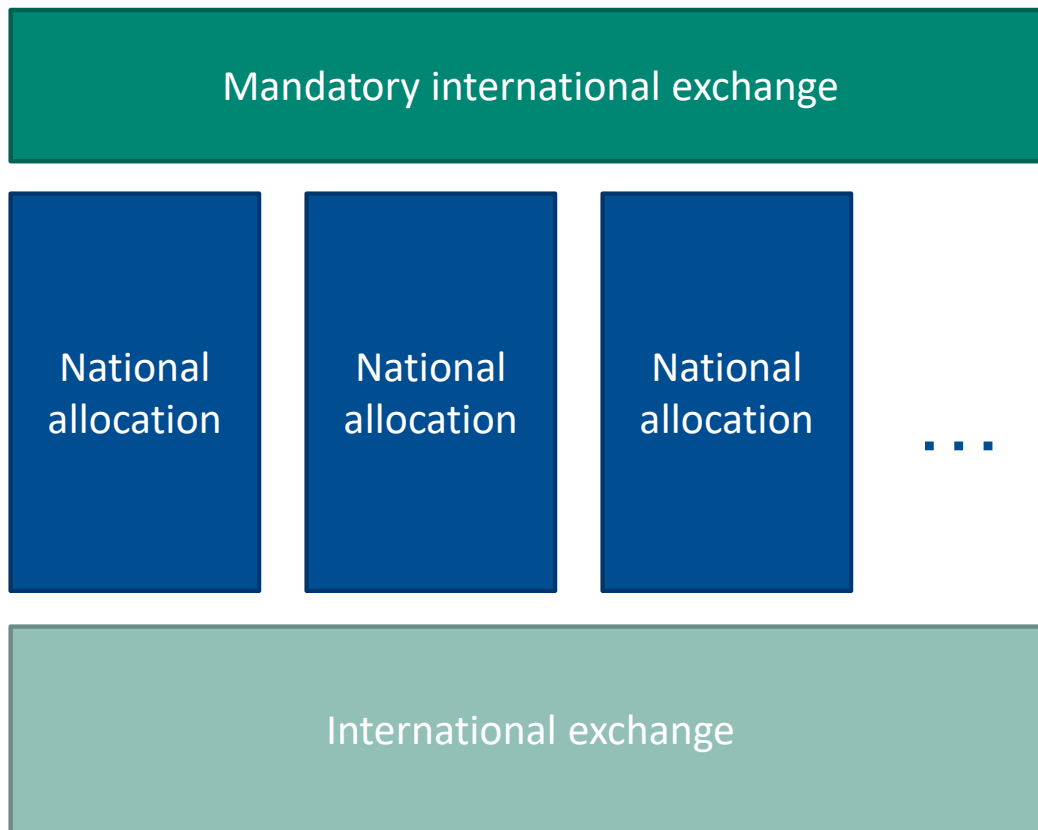 Mandatory international exchange
National
allocation
National
allocation
National
allocation
...
International exchange